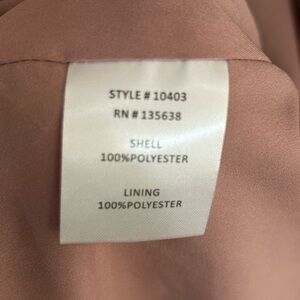 STYLE # 10403
RN # 135638
SHELL
100%POLYESTER
LINING
100%POLYESTER